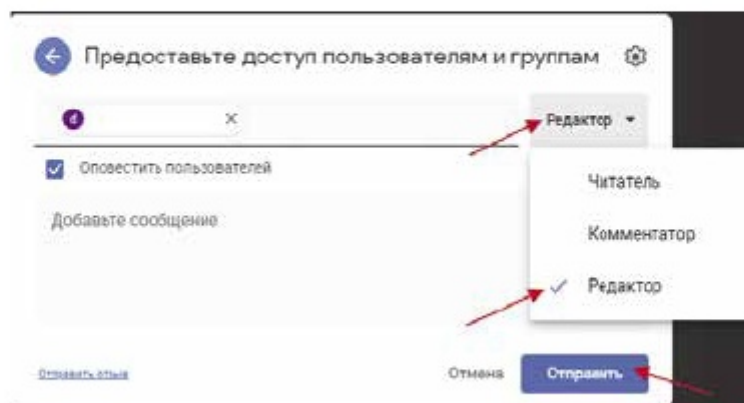 Предоставьте доступ пользователям и группам
d
Редактор
Оповестить пользователей
Читатель
Добавьте сообщение
Комментатор
Редактор
Отправить отзыв
Отмена
Отправить